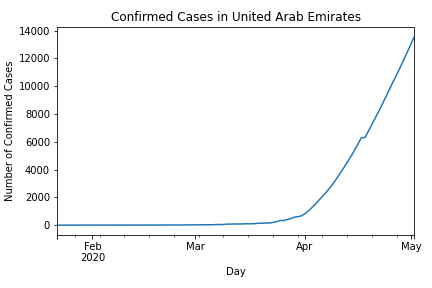 Confirmed Cases in United Arab Emirates
Number of Confirmed Cases
14000
12000
10000
8000
6000
4000
2000
0
Feb
2020
Mar
Apr
May
Day